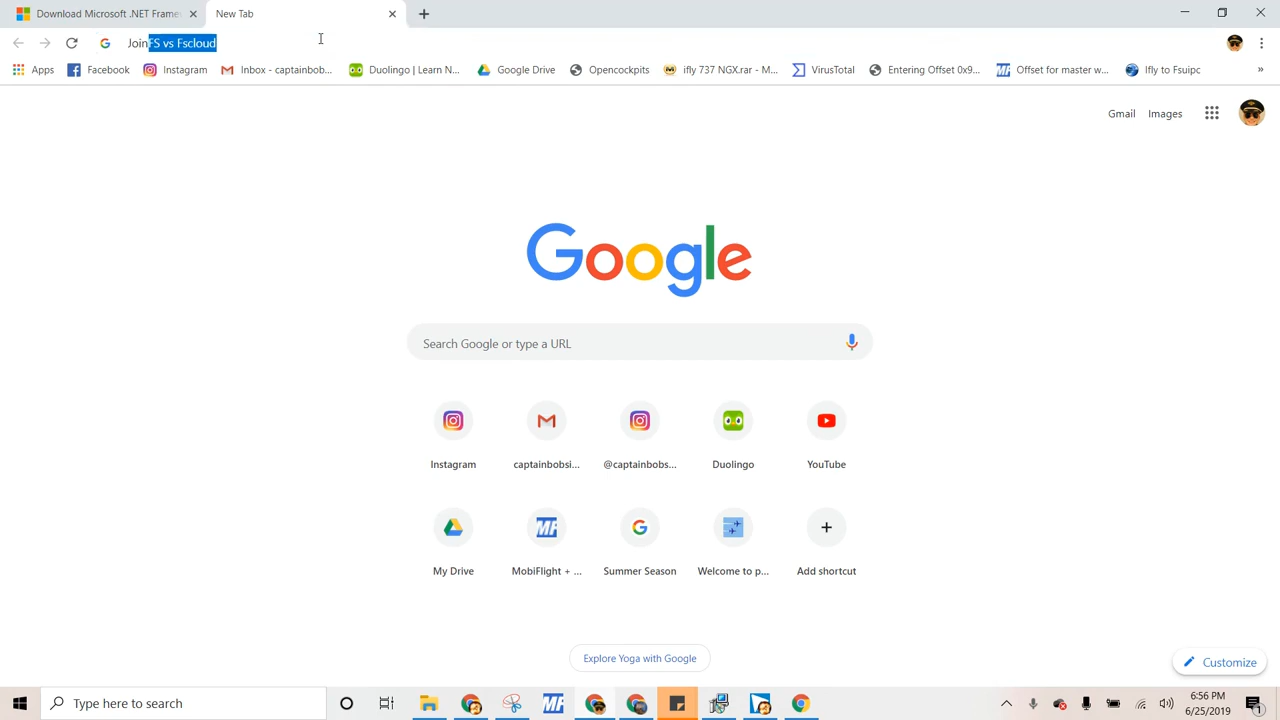 Download Microsoft .NET Frame
New Tab
JoinFS vs Fscloud
Apps
Facebook
Instagram
Inbox - captainbob...
Duolingo | Learn N...
Google Drive
Opencockpits
ifly 737 NGX.rar - M...
VirusTotal
Entering Offset 0x9...
Offset for master w...
Ifly to Fsuipc
»
Gmail
Images
Google
Search Google or type a URL
Instagram
captainbobsi...
@captainbobs...
Duolingo
YouTube
My Drive
MobiFlight + ...
Summer Season
Welcome to p...
Add shortcut
Explore Yoga with Google
Customize
Type here to search
6:56 PM
6/25/2019